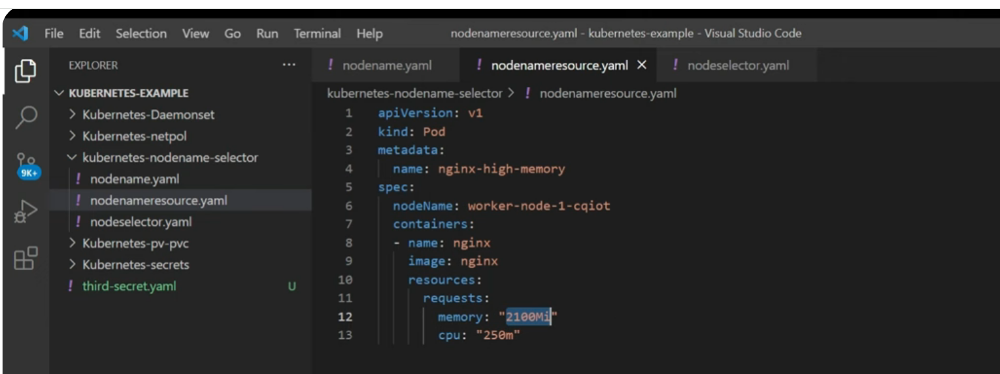 File Edit Selection View Go Run Terminal Help nodenameresource.yaml - kubernetes-example - Visual Studio Code
EXPLORER ...
KUBERNETES-EXAMPLE
Kubernetes-Daemonset
Kubernetes-netpol
kubernetes-nodename-selector
! nodename.yaml
! nodenameresource.yaml
! nodeselector.yaml
Kubernetes-pv-pvc
Kubernetes-secrets
! third-secret.yaml U
9K+
! nodename.yaml ! nodenameresource.yaml × ! nodeselector.yaml
kubernetes-nodename-selector > ! nodenameresource.yaml
1 apiVersion: v1
2 kind: Pod
3 metadata:
4   name: nginx-high-memory
5 spec:
6   nodeName: worker-node-1-cqiot
7   containers:
8   - name: nginx
9     image: nginx
10     resources:
11       requests:
12         memory: "2100Mi"
13         cpu: "250m"